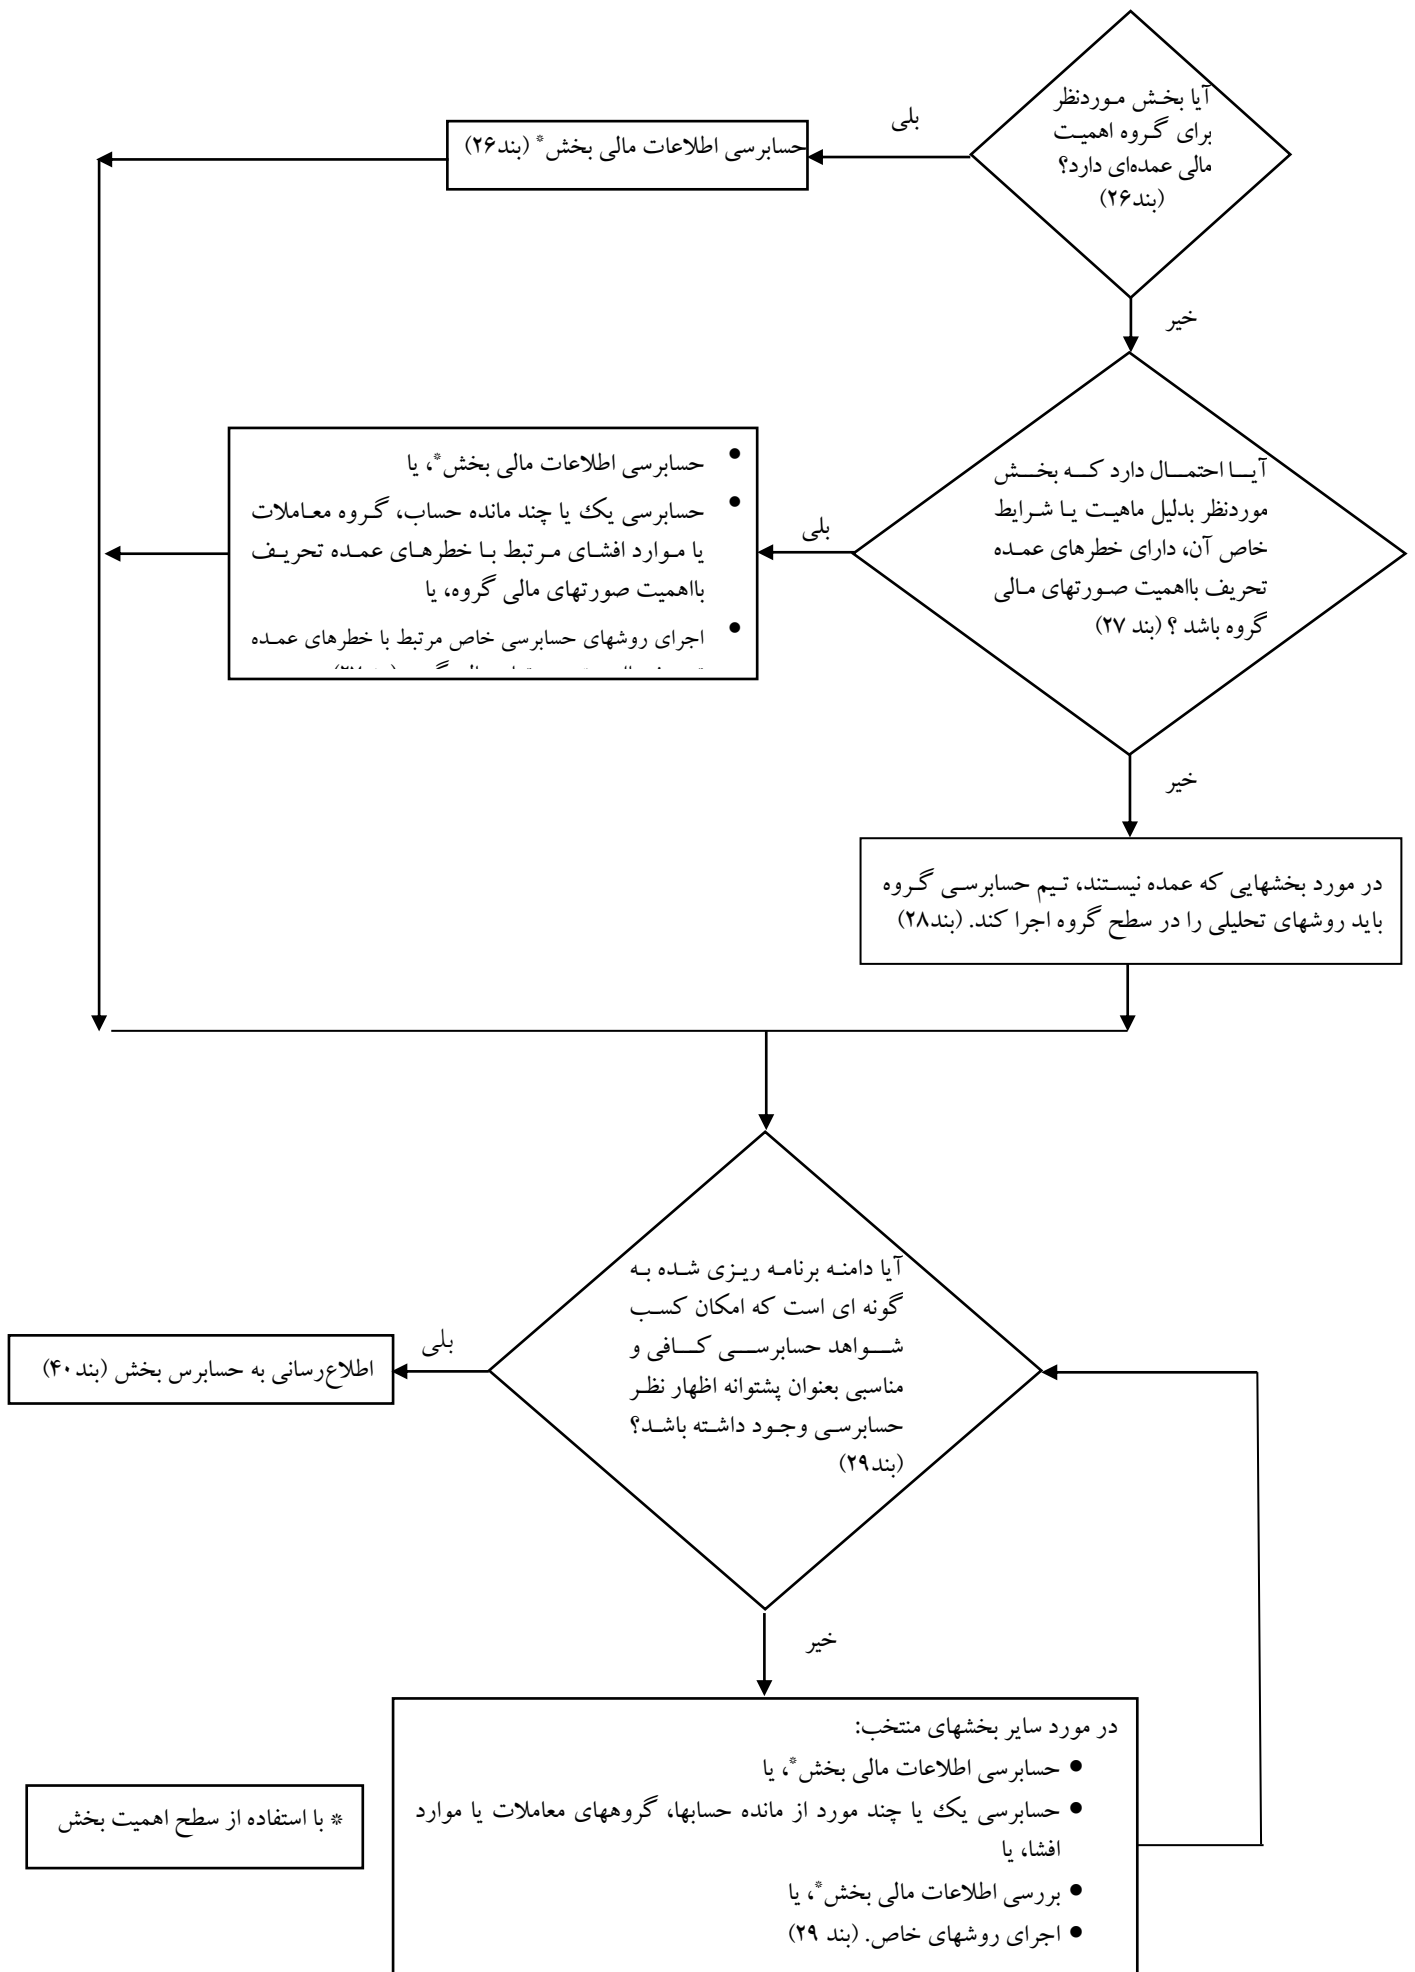 آیا بخش موردنظر
برای گروه اهمیت
مالی عمده‌ای دارد؟
(بند۲۶)
بلی
حسابرسی اطلاعات مالی بخش* (بند۲۶)
خیر
آیا احتمال دارد که بخش
موردنظر بدلیل ماهیت یا شرایط
خاص آن، دارای خطرهای عمده
تحریف بااهمیت صورتهای مالی
گروه باشد ؟ (بند ۲۷)
بلی
● حسابرسی اطلاعات مالی بخش*، یا
● حسابرسی یک یا چند مانده حساب، گروه معاملات
یا موارد افشای مرتبط با خطرهای عمده تحریف
بااهمیت صورتهای مالی گروه، یا
● اجرای روشهای حسابرسی خاص مرتبط با خطرهای عمده
خیر
در مورد بخشهایی که عمده نیستند، تیم حسابرسی گروه
باید روشهای تحلیلی را در سطح گروه اجرا کند. (بند۲۸)
آیا دامنه برنامه ریزی شده به
گونه ای است که امکان کسب
شواهد حسابرسی کافی و
مناسبی بعنوان پشتوانه اظهار نظر
حسابرسی وجود داشته باشد؟
(بند۲۹)
بلی
اطلاع‌رسانی به حسابرس بخش (بند۴۰)
خیر
در مورد سایر بخشهای منتخب:
● حسابرسی اطلاعات مالی بخش*، یا
● حسابرسی یک یا چند مورد از مانده حسابها، گروههای معاملات یا موارد
افشا، یا
● بررسی اطلاعات مالی بخش*، یا
● اجرای روشهای خاص. (بند ۲۹)
* با استفاده از سطح اهمیت بخش